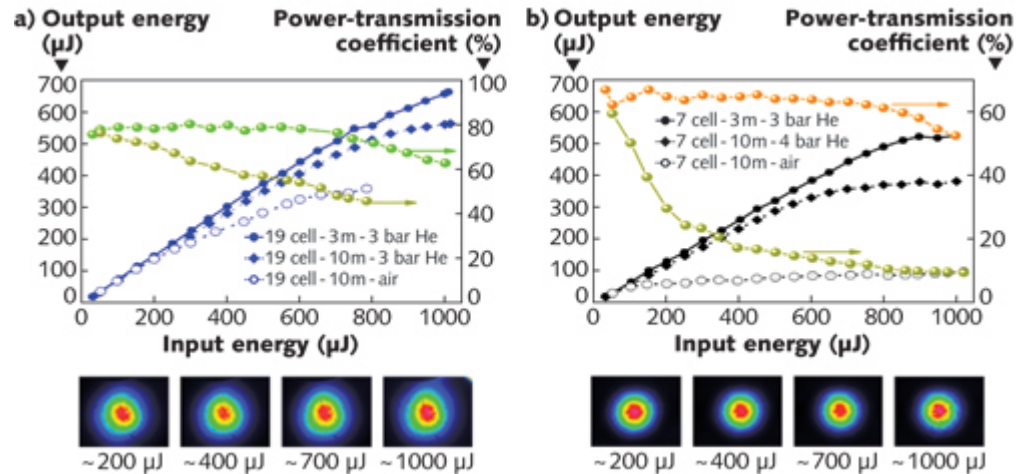 a) Output energy
(µJ)
Power-transmission
coefficient (%)
700
600
500
400
300
200
100
0
100
80
60
40
20
0
19 cell - 3m - 3 bar He
19 cell - 10m - 3 bar He
19 cell - 10m - air
0 200 400 600 800 1000
Input energy (µJ)
~200 µJ ~400 µJ ~700 µJ ~1000 µJ
b) Output energy
(µJ)
Power-transmission
coefficient (%)
700
600
500
400
300
200
100
0
60
40
20
0
7 cell - 3m - 3 bar He
7 cell - 10m - 4 bar He
7 cell - 10m - air
0 200 400 600 800 1000
Input energy (µJ)
~200 µJ ~400 µJ ~700 µJ ~1000 µJ